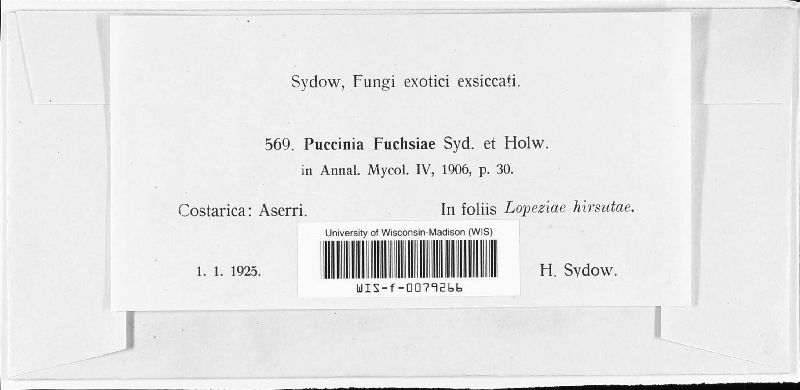 Sydow, Fungi exotici exsiccati.
569. Puccinia Fuchsiae Syd. et Holw.
in Annal. Mycol. IV, 1906, p. 30.
Costarica: Aserri. In foliis Lopeziae hirsutae.
University of Wisconsin-Madison (WIS)
WIS-f-0079266
1. 1. 1925. H. Sydow.